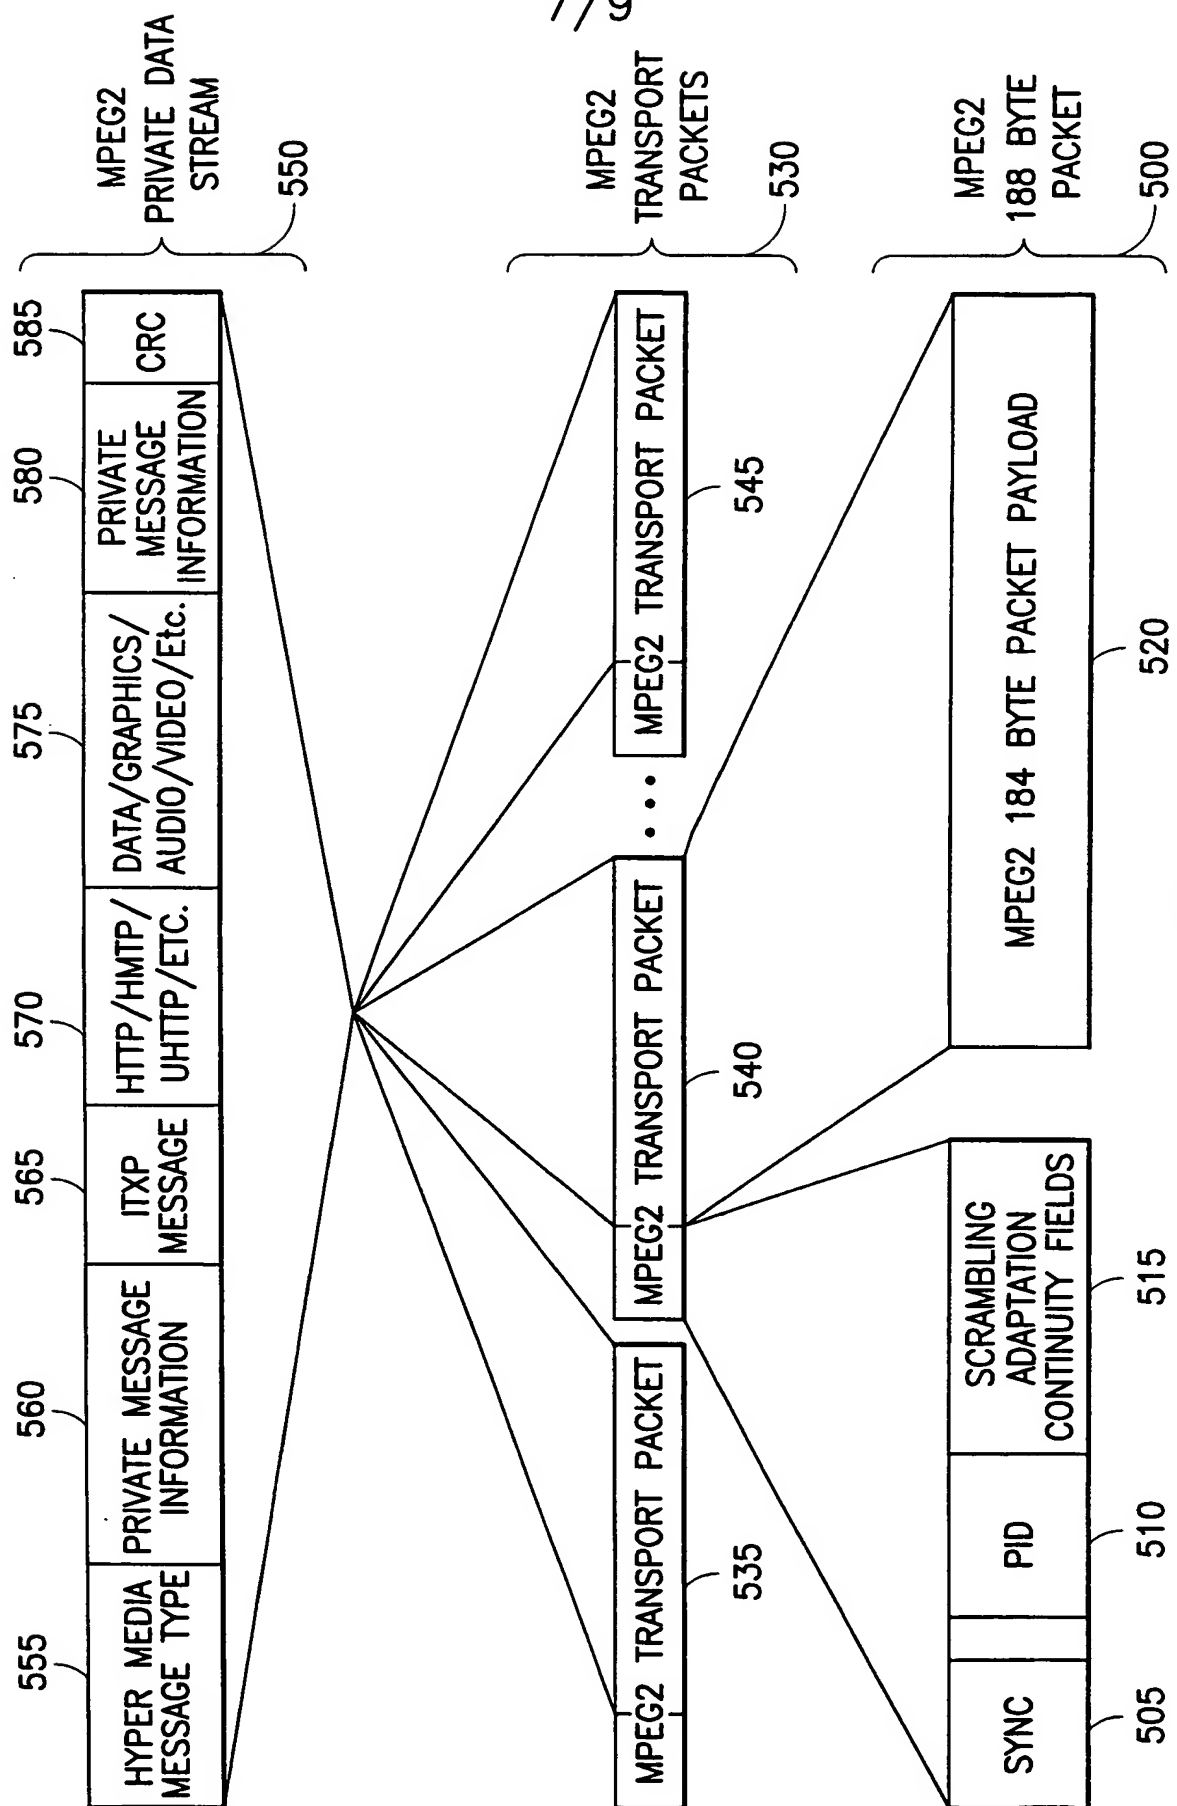 7/9
555
560
565
570
575
580
585
HYPER MEDIA
MESSAGE TYPE
PRIVATE MESSAGE
INFORMATION
ITXP
MESSAGE
HTTP/HMTP/
UHTTP/ETC.
DATA/GRAPHICS/
AUDIO/VIDEO/Etc.
PRIVATE
MESSAGE
INFORMATION
CRC
MPEG2
PRIVATE DATA
STREAM
550
MPEG2 TRANSPORT PACKET
MPEG2 TRANSPORT PACKET
...
MPEG2 TRANSPORT PACKET
535
540
545
MPEG2
TRANSPORT
PACKETS
530
SYNC
PID
SCRAMBLING
ADAPTATION
CONTINUITY FIELDS
MPEG2 184 BYTE PACKET PAYLOAD
505
510
515
520
MPEG2
188 BYTE
PACKET
500